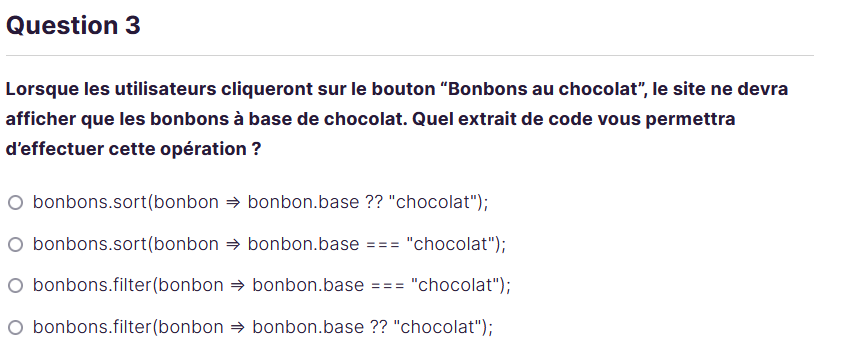 Question 3
Lorsque les utilisateurs cliqueront sur le bouton “Bonbons au chocolat”, le site ne devra
afficher que les bonbons à base de chocolat. Quel extrait de code vous permettra
d’effectuer cette opération ?
bonbons.sort(bonbon ⇒ bonbon.base ?? "chocolat");
bonbons.sort(bonbon ⇒ bonbon.base === "chocolat");
bonbons.filter(bonbon ⇒ bonbon.base === "chocolat");
bonbons.filter(bonbon ⇒ bonbon.base ?? "chocolat");